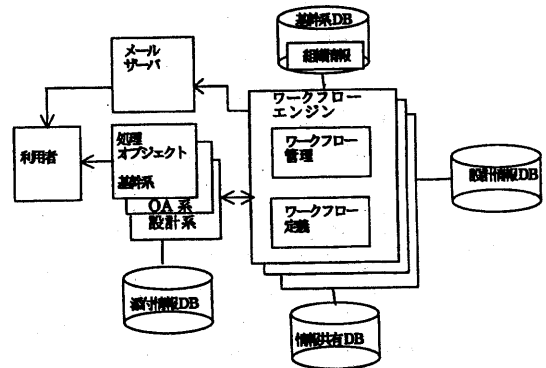 基幹系DB
組織情報
メール
サーバ
ワークフロー
エンジン
ワークフロー
管理
処理
オブジェクト
基幹系
利用者
OA系
設計系
設計情報DB
ワークフロー
定義
添付情報DB
情報共有DB